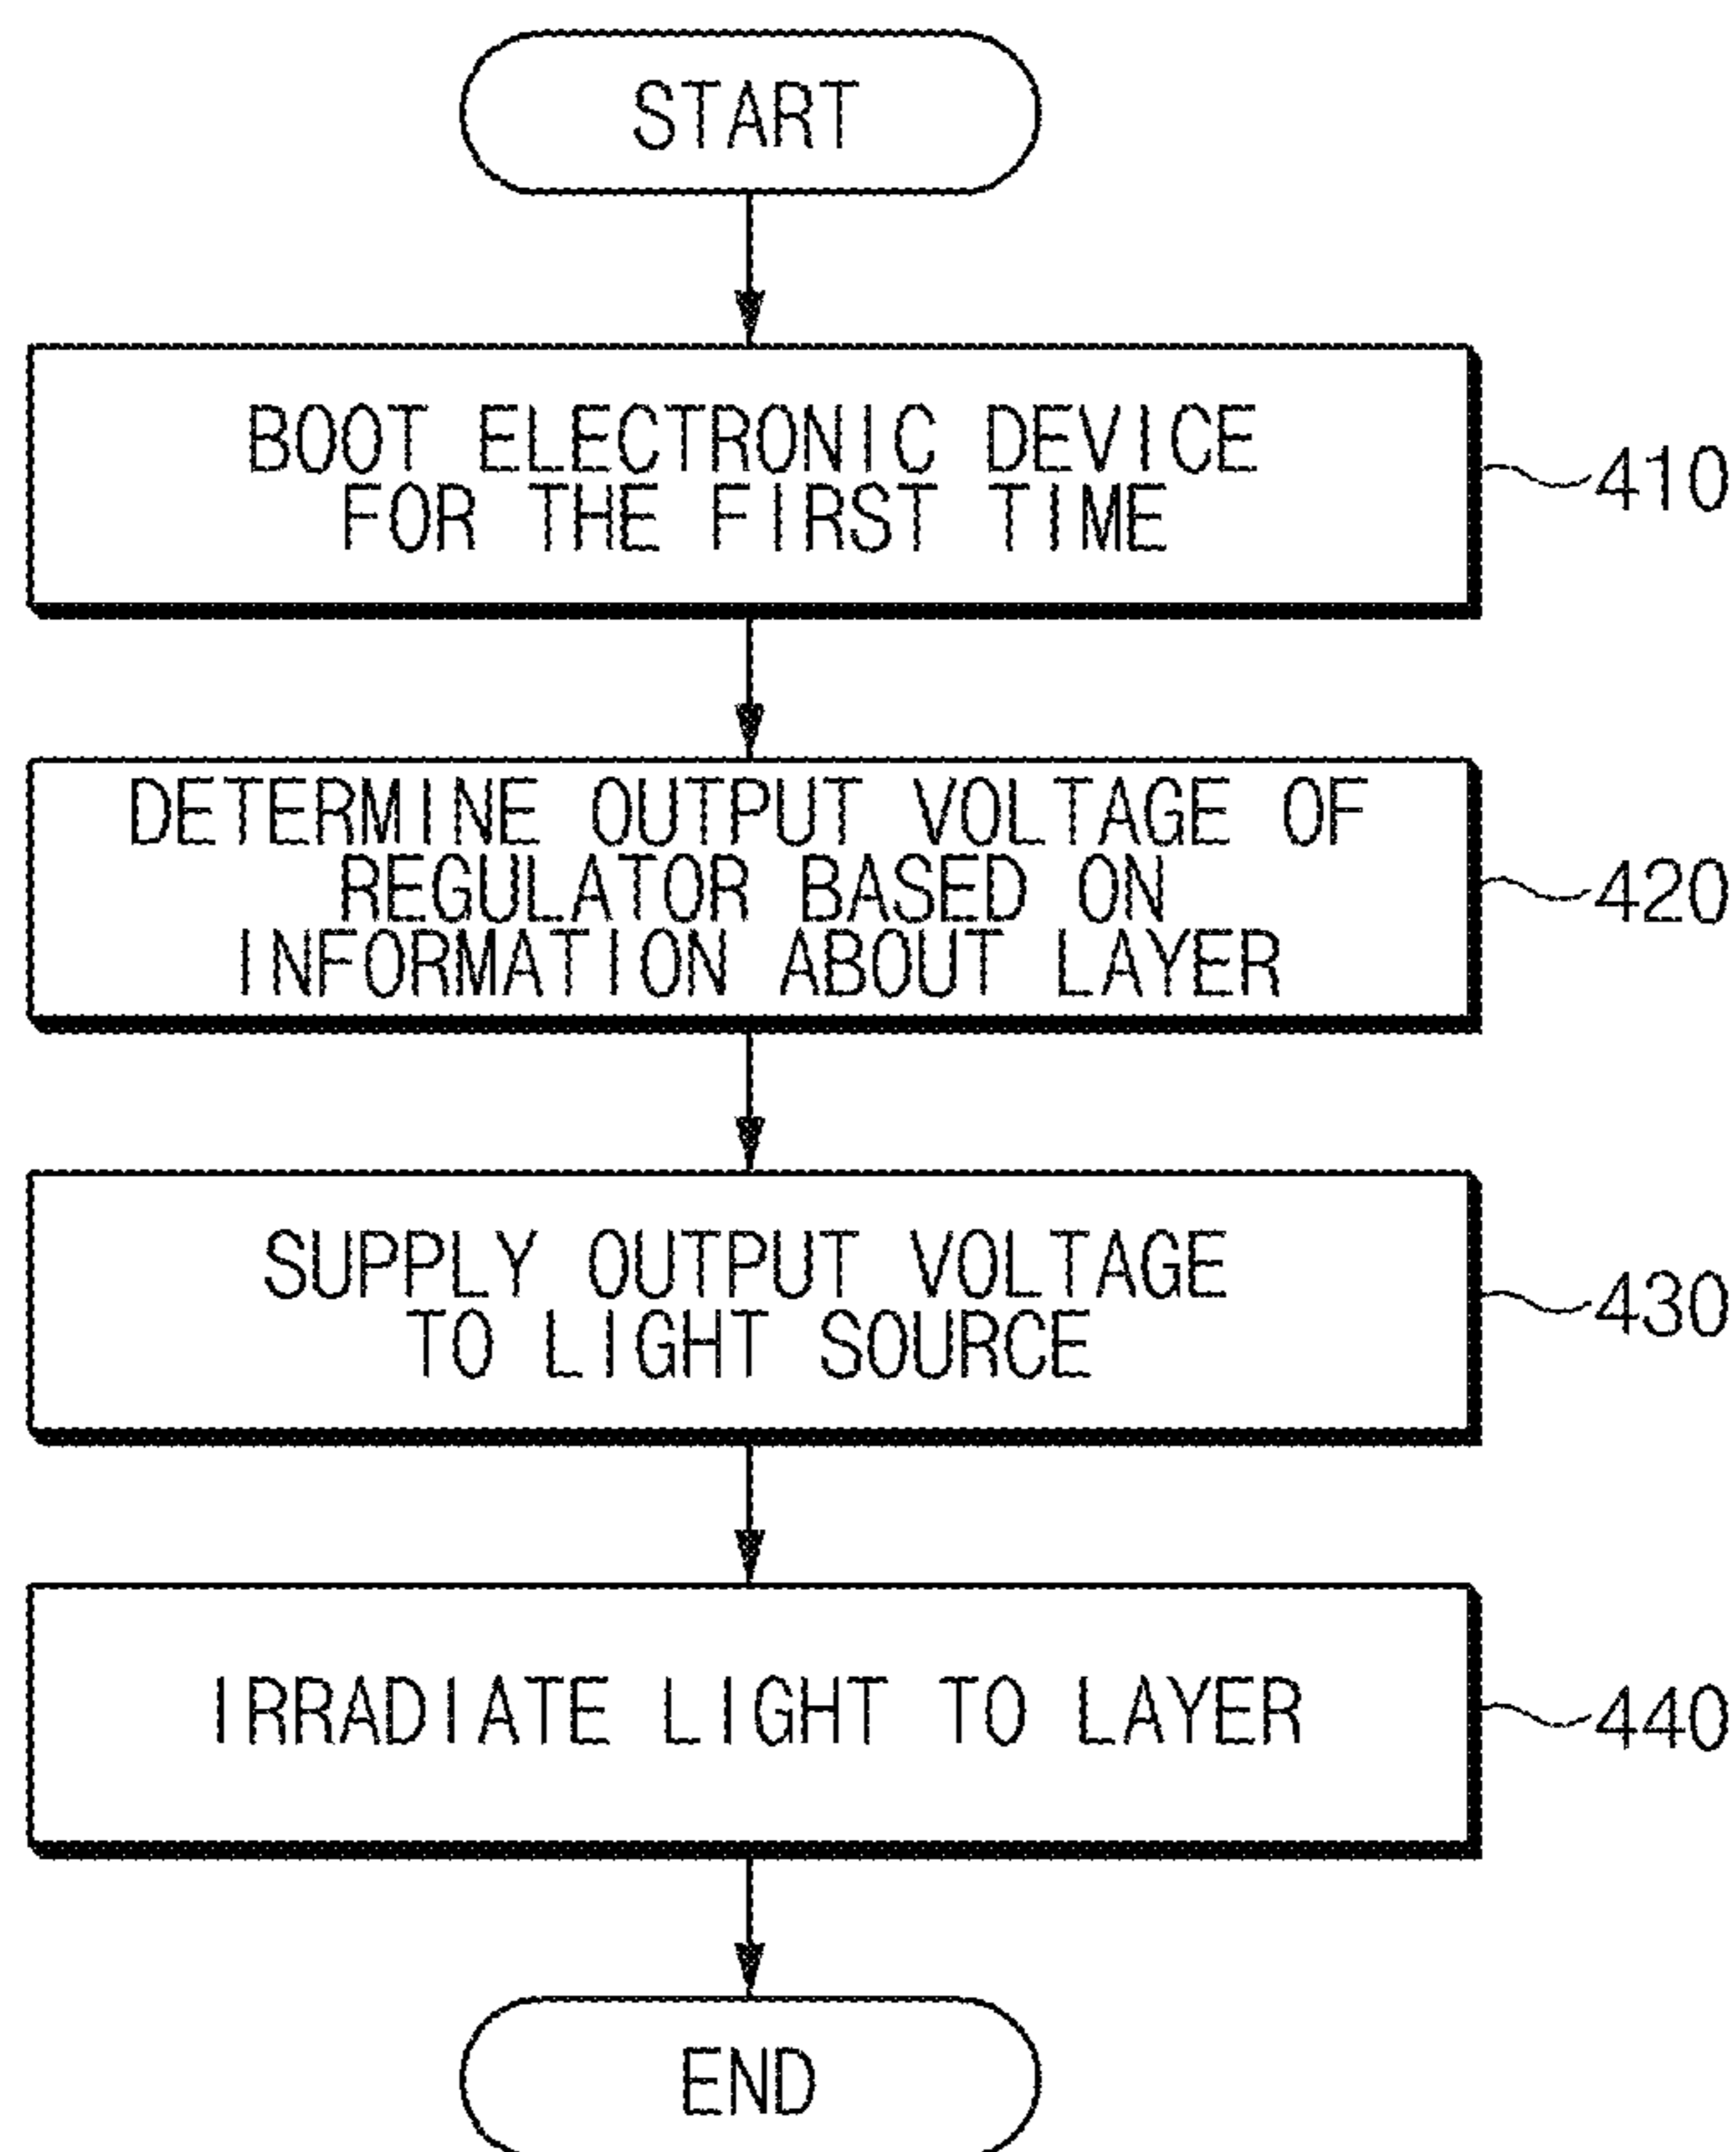 START
BOOT ELECTRONIC DEVICE
FOR THE FIRST TIME
410
DETERMINE OUTPUT VOLTAGE OF
REGULATOR BASED ON
INFORMATION ABOUT LAYER
420
SUPPLY OUTPUT VOLTAGE
TO LIGHT SOURCE
430
IRRADIATE LIGHT TO LAYER
440
END